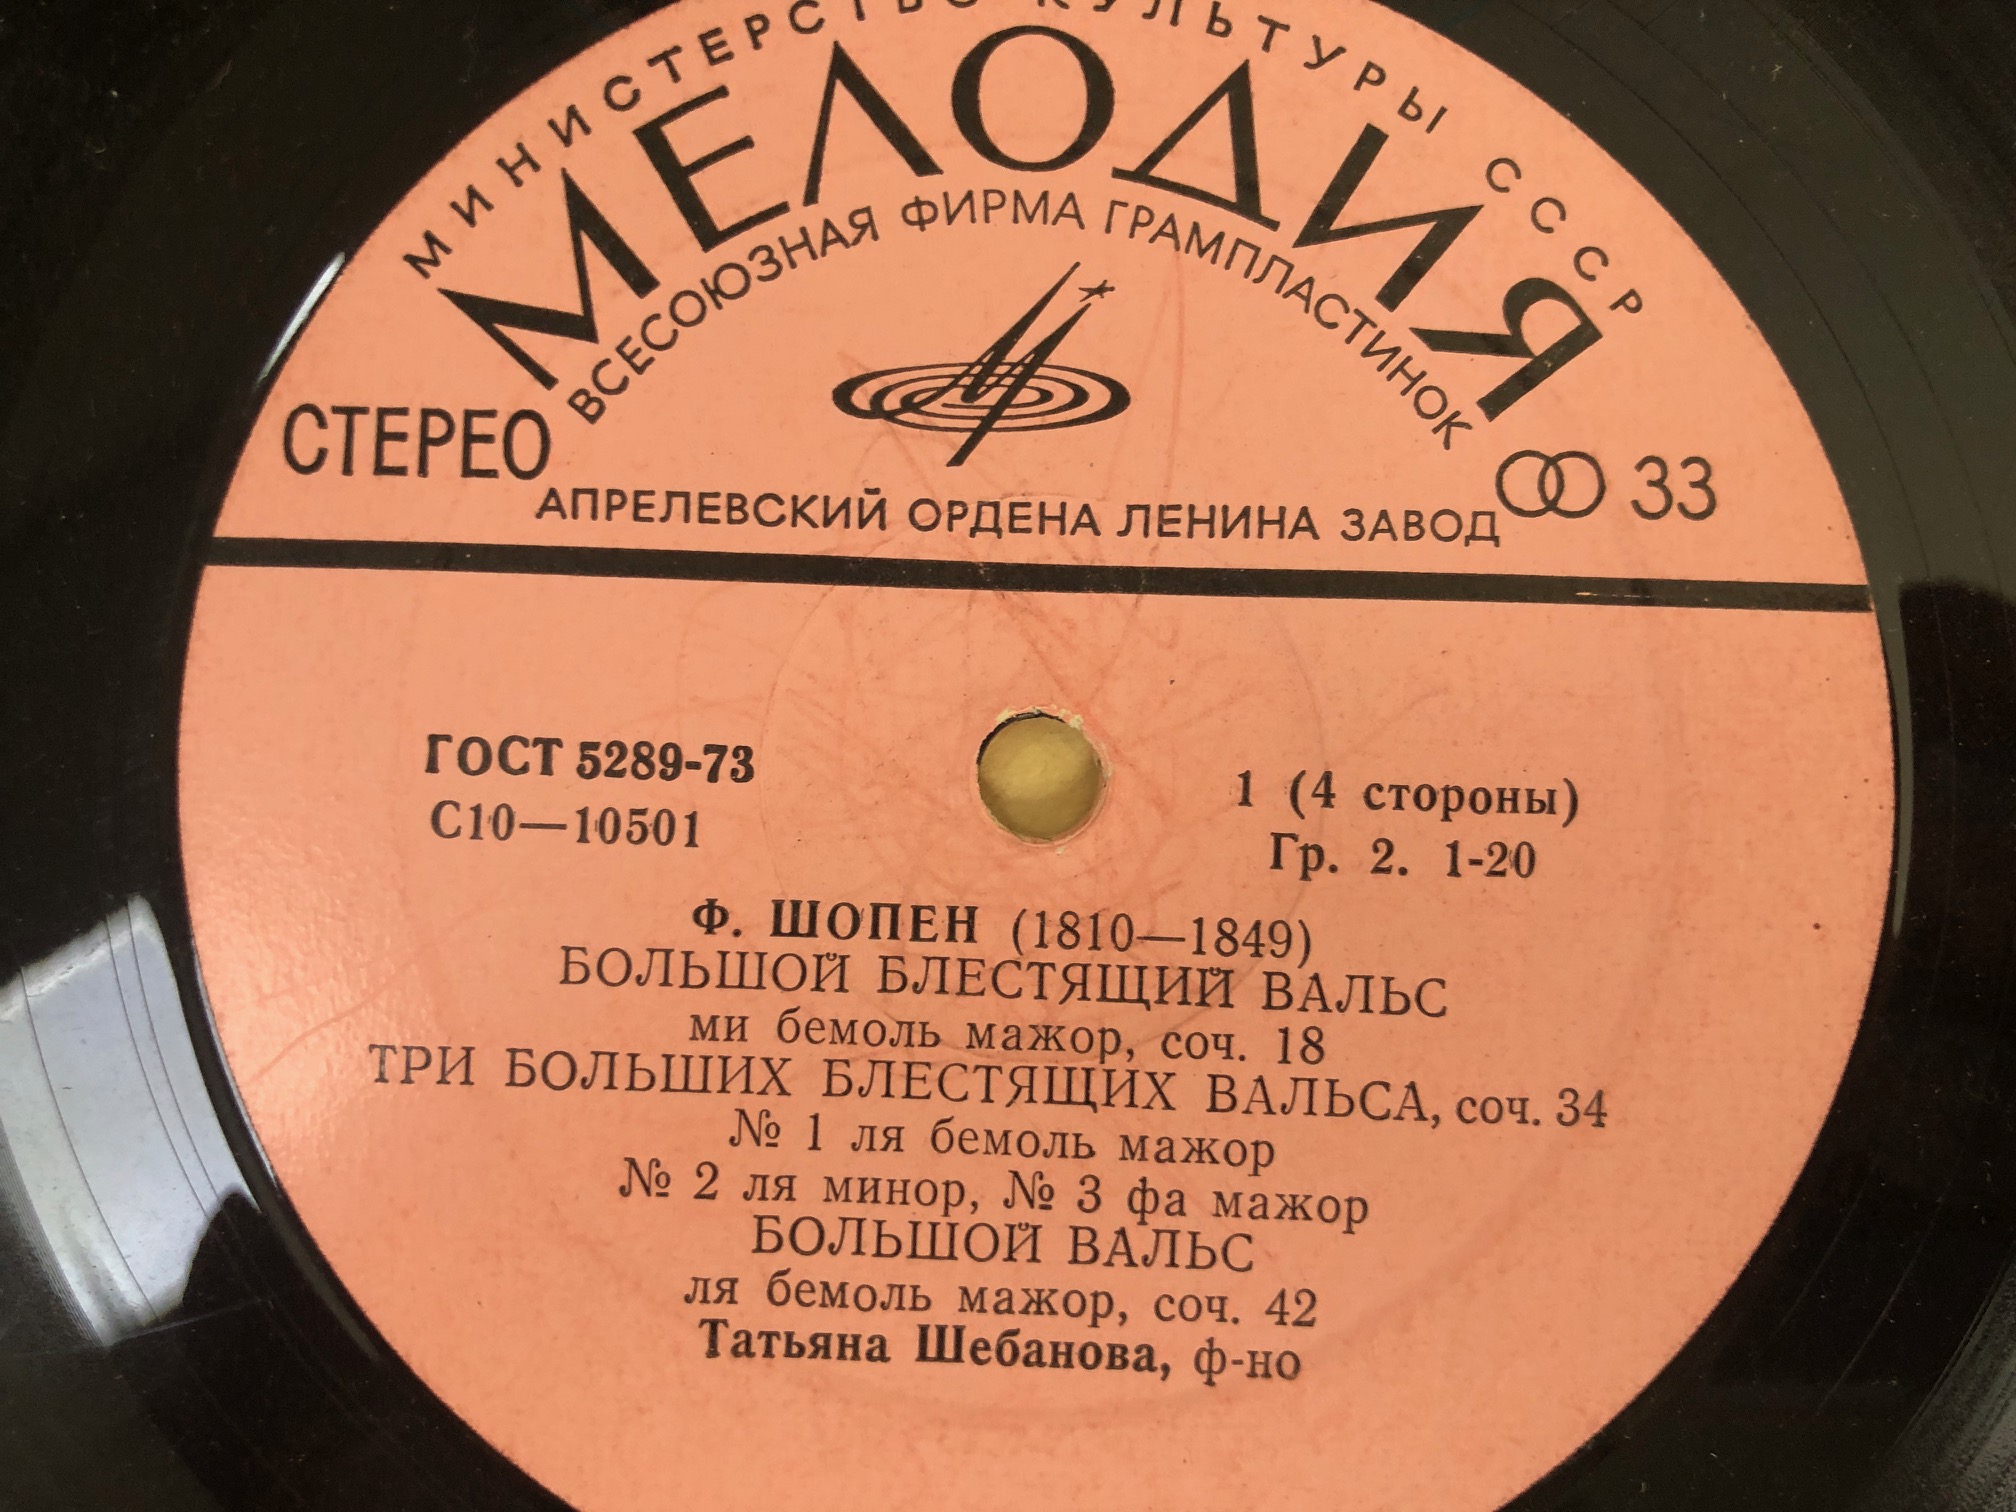 МИНИСТЕРСТВО КУЛЬТУРЫ СССР
МЕЛОДИЯ
ВСЕСОЮЗНАЯ ФИРМА ГРАМПЛАСТИНОК
СТЕРЕО
33
АПРЕЛЕВСКИЙ ОРДЕНА ЛЕНИНА ЗАВОД
ГОСТ 5289-73
С10—10501
1 (4 стороны)
Гр. 2. 1-20
Ф. ШОПЕН (1810—1849)
БОЛЬШОЙ БЛЕСТЯЩИЙ ВАЛЬС
ми бемоль мажор, соч. 18
ТРИ БОЛЬШИХ БЛЕСТЯЩИХ ВАЛЬСА, соч. 34
№ 1 ля бемоль мажор
№ 2 ля минор, № 3 фа мажор
БОЛЬШОЙ ВАЛЬС
ля бемоль мажор, соч. 42
Татьяна Шебанова, ф-но